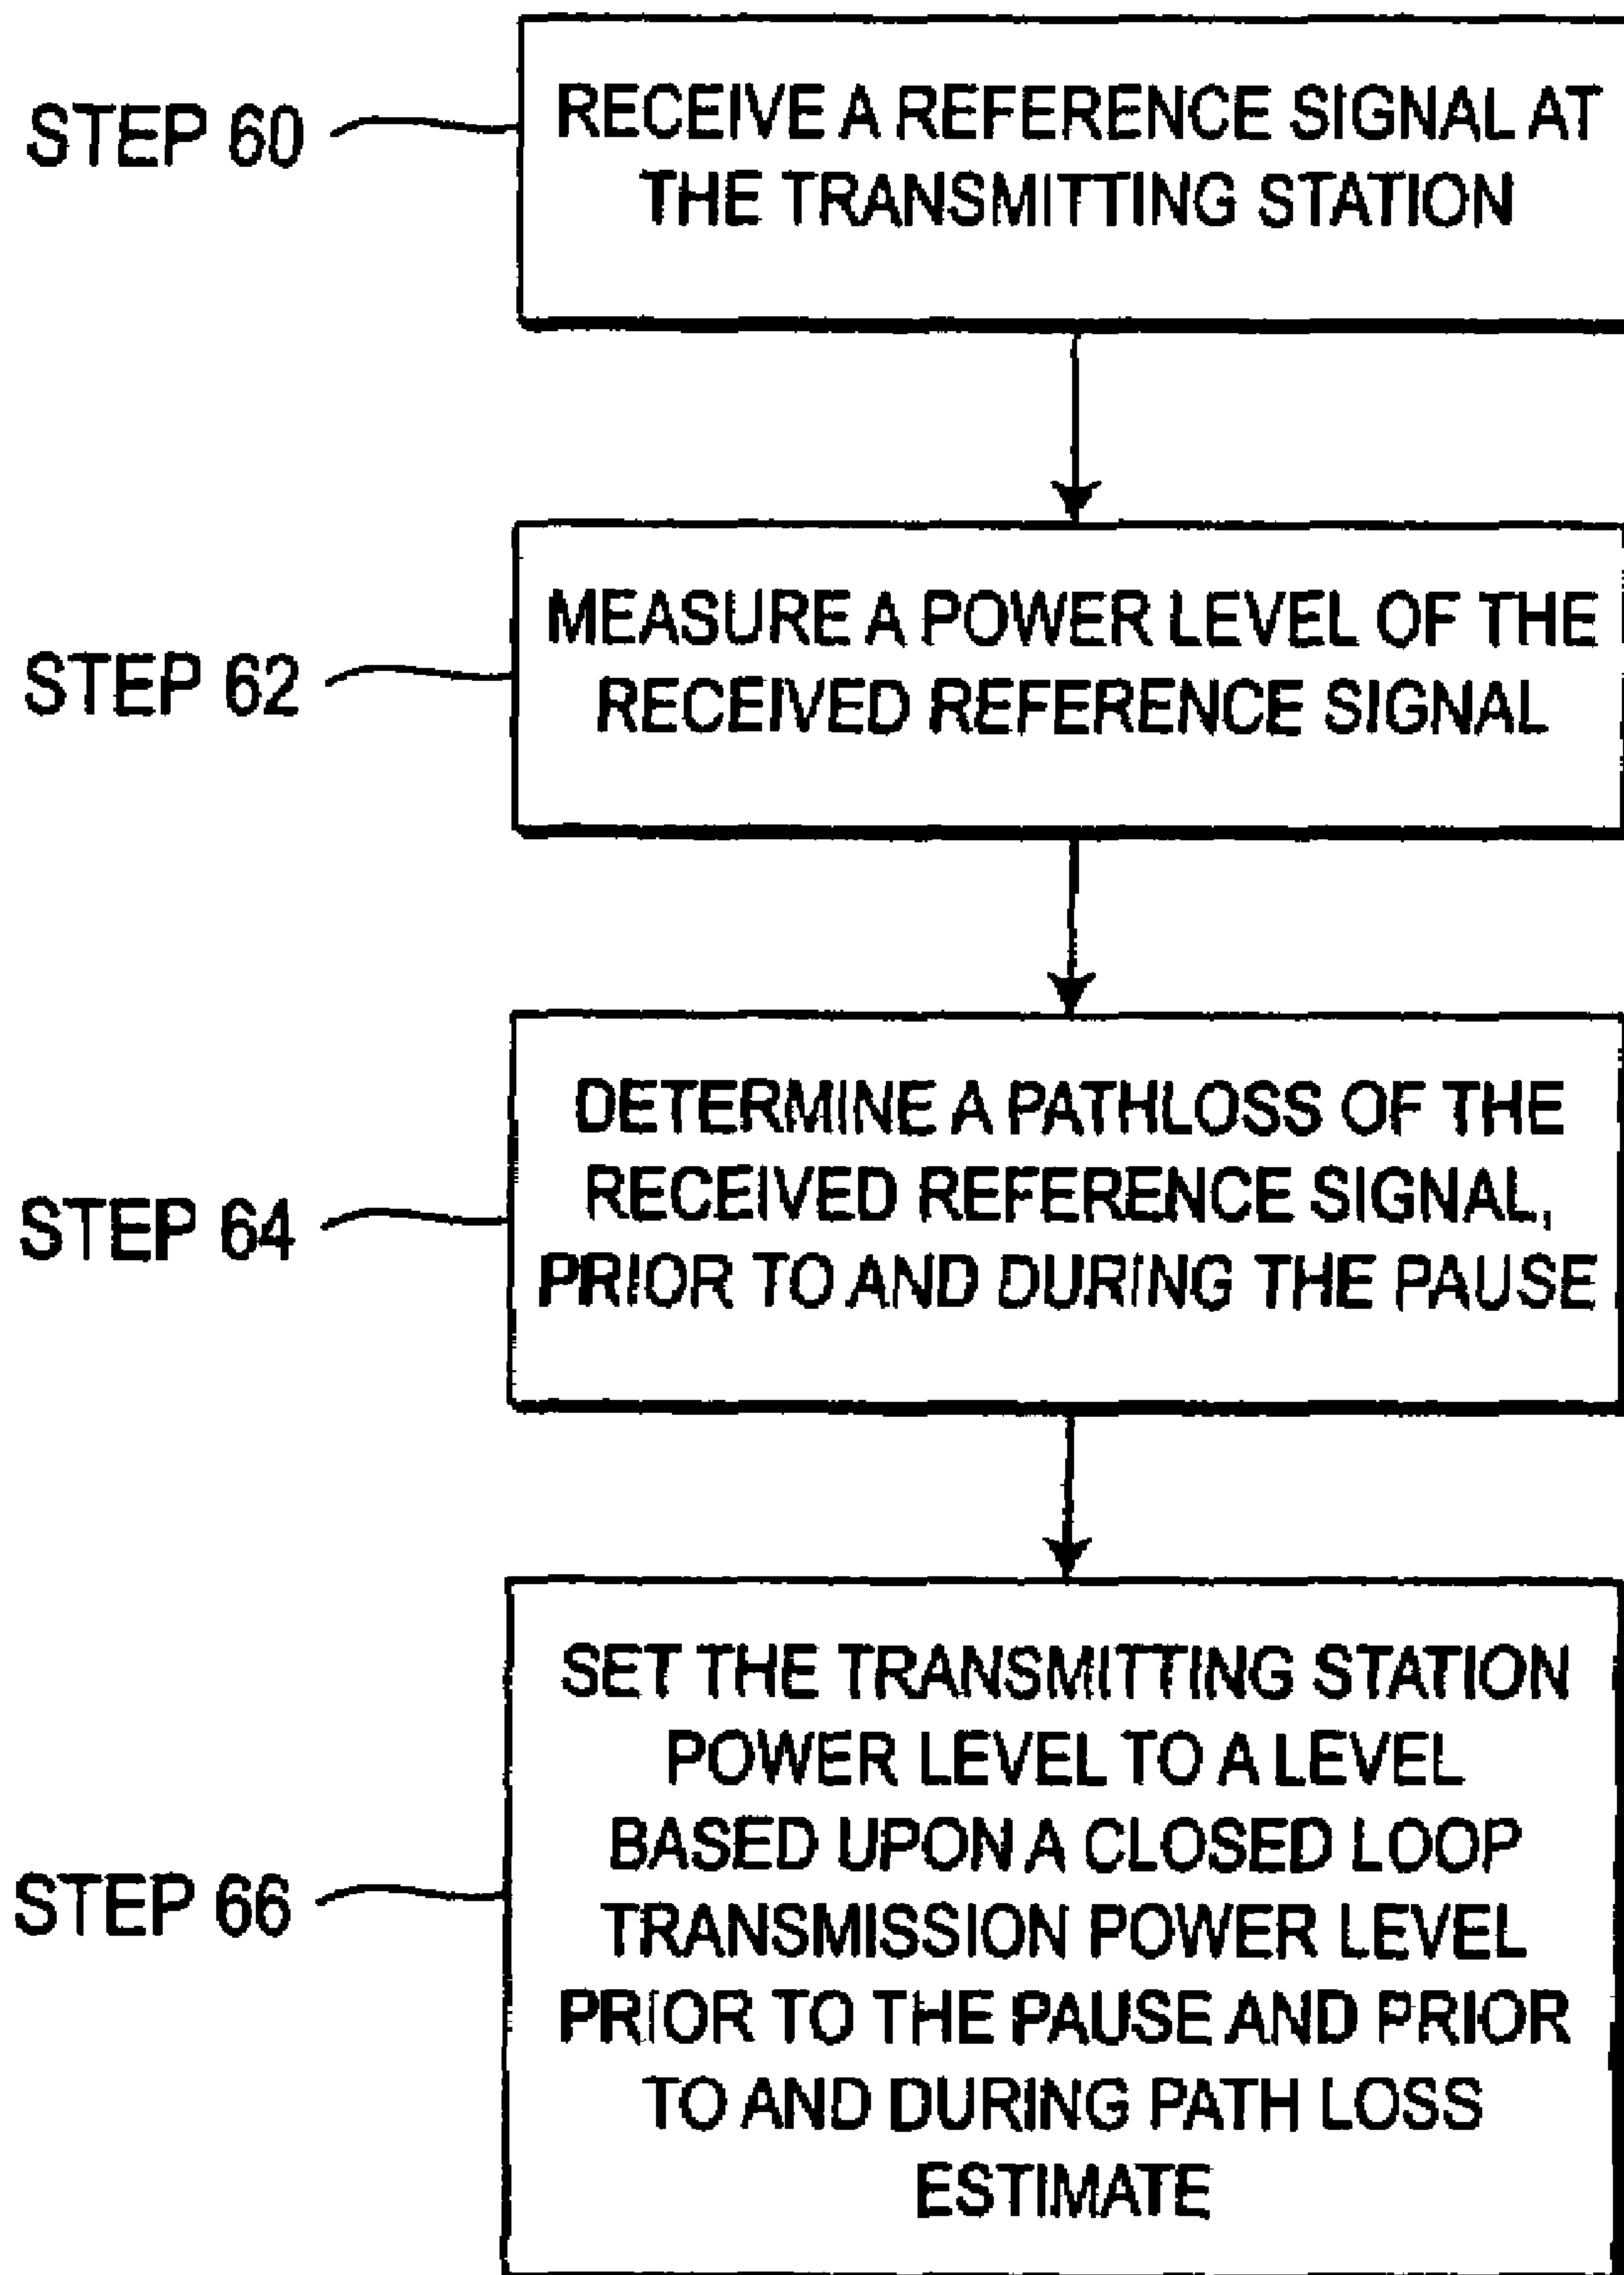 STEP 60
RECEIVE A REFERENCE SIGNAL AT
THE TRANSMITTING STATION
STEP 62
MEASURE A POWER LEVEL OF THE
RECEIVED REFERENCE SIGNAL
STEP 64
DETERMINE A PATHLOSS OF THE
RECEIVED REFERENCE SIGNAL,
PRIOR TO AND DURING THE PAUSE
STEP 66
SET THE TRANSMITTING STATION
POWER LEVEL TO A LEVEL
BASED UPON A CLOSED LOOP
TRANSMISSION POWER LEVEL
PRIOR TO THE PAUSE AND PRIOR
TO AND DURING PATH LOSS
ESTIMATE